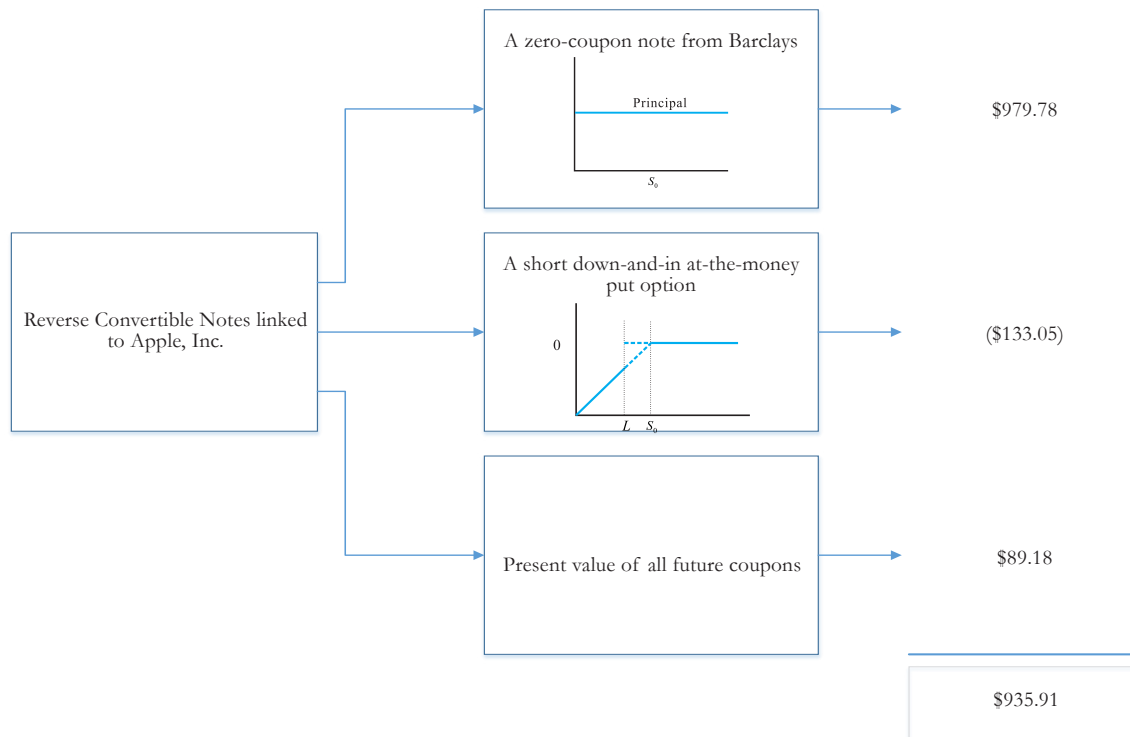 A zero-coupon note from Barclays
Principal
S₀
$979.78
Reverse Convertible Notes linked
to Apple, Inc.
A short down-and-in at-the-money
put option
0
L S₀
($133.05)
Present value of all future coupons
$89.18
$935.91